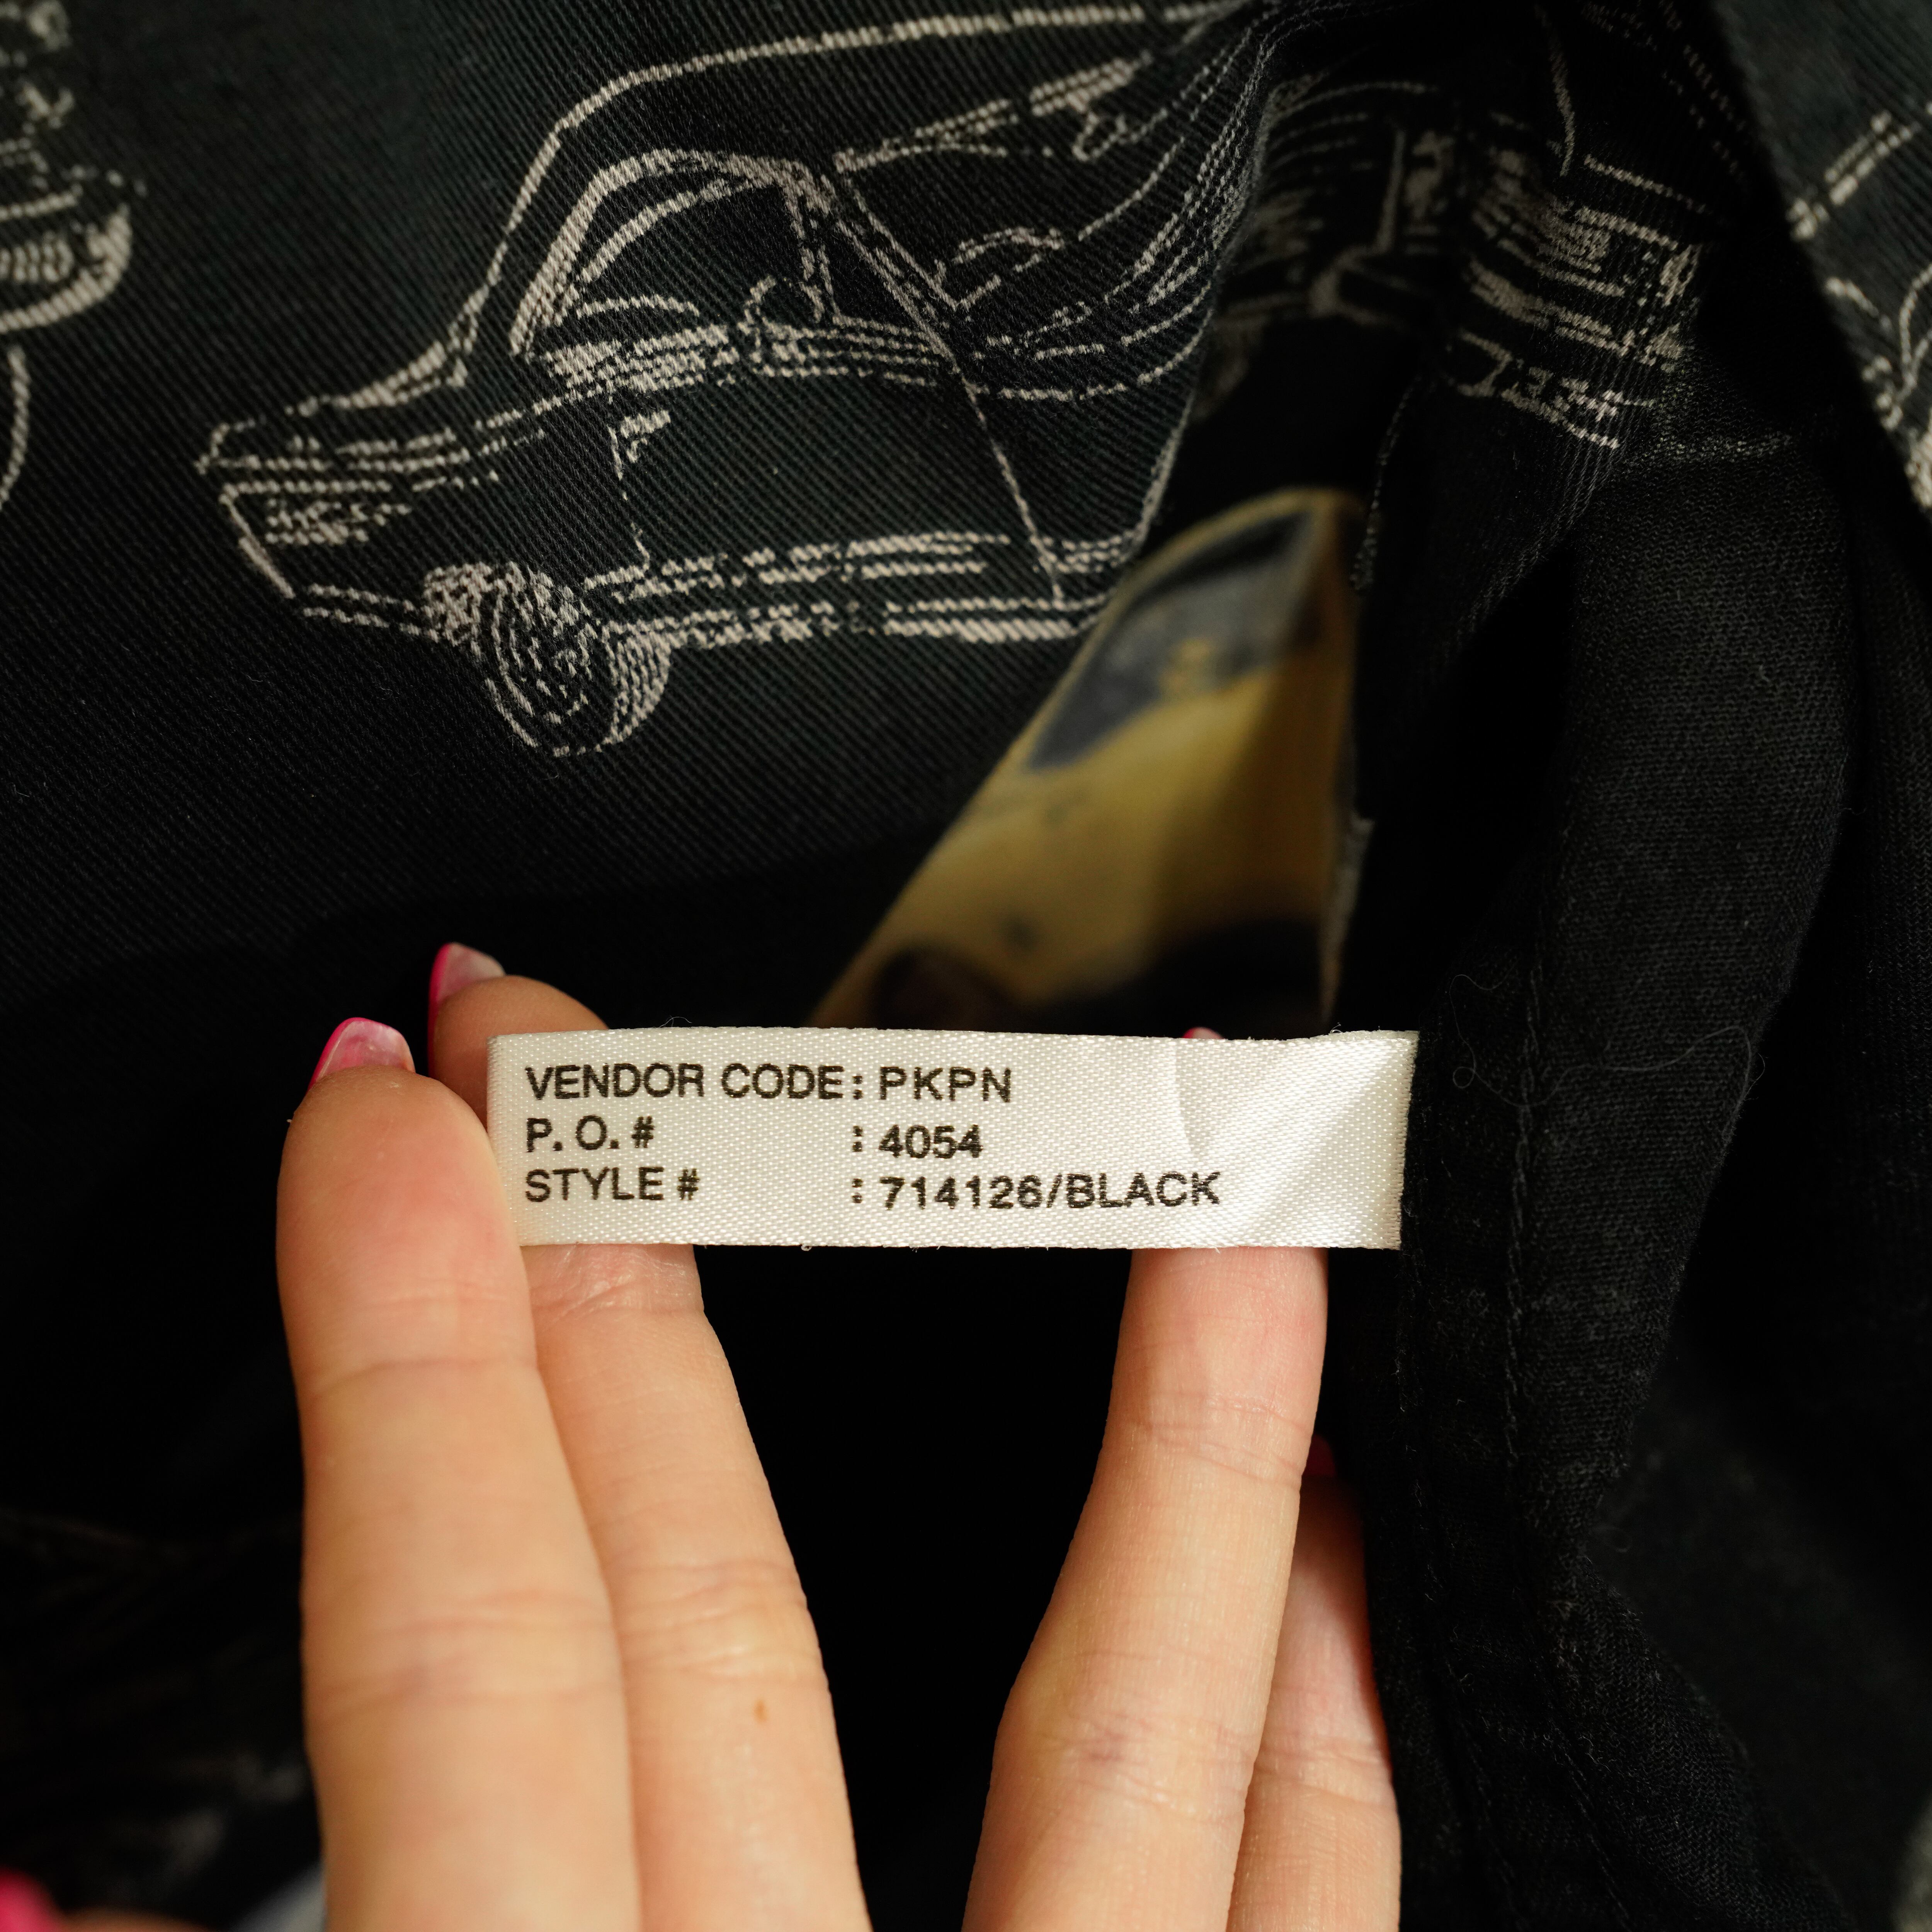 VENDOR CODE: PKPN
P. O. # : 4054
STYLE # : 714126/BLACK